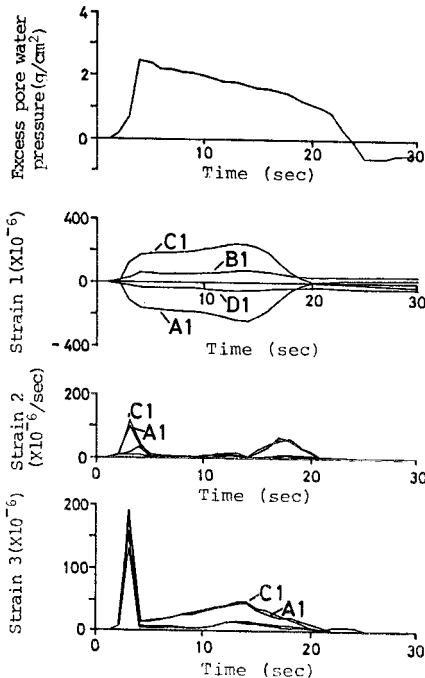 Excess pore water
pressure(g/cm²)
4
2
0
10
20
30
Time (sec)
Strain 1(X10⁻⁶)
400
0
-400
C1
B1
D1
A1
10
20
30
Time (sec)
Strain 2
(X10⁻⁶/sec)
200
100
0
C1
A1
0
10
20
30
Time (sec)
Strain 3(X10⁻⁶)
200
100
0
C1
A1
0
10
20
30
Time (sec)